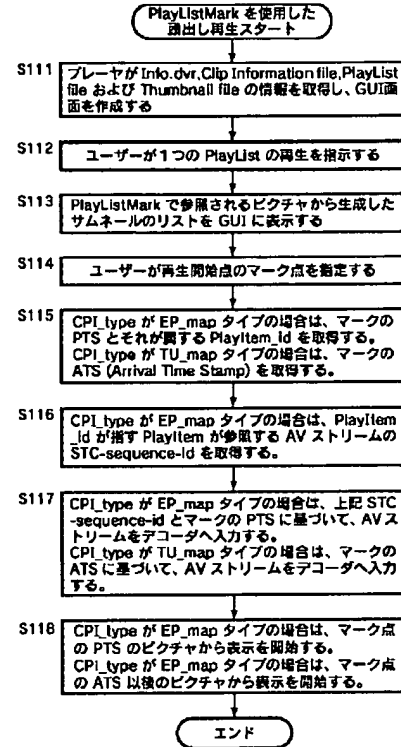 PlayListMark を使用した
頭出し再生スタート
S111
プレーヤが Info.dvr,Clip Information file,PlayList
file および Thumbnail file の情報を取得し、GUI画
面を作成する
S112
ユーザーが１つの PlayList の再生を指示する
S113
PlayListMark で参照されるピクチャから生成した
サムネールのリストを GUI に表示する
S114
ユーザーが再生開始点のマーク点を指定する
S115
CPI_type が EP_map タイプの場合は、マークの
PTS とそれが属する PlayItem_id を取得する。
CPI_type が TU_map タイプの場合は、マークの
ATS (Arrival Time Stamp) を取得する。
S116
CPI_type が EP_map タイプの場合は、PlayItem
_id が指す PlayItem が参照する AV ストリームの
STC-sequence-id を取得する。
S117
CPI_type が EP_map タイプの場合は、上記 STC
-sequence-id とマークの PTS に基づいて、AVス
トリームをデコーダへ入力する。
CPI_type が TU_map タイプの場合は、マークの
ATS に基づいて、AVストリームをデコーダへ入力
する。
S118
CPI_type が EP_map タイプの場合は、マーク点
の PTS のピクチャから表示を開始する。
CPI_type が EP_map タイプの場合は、マーク点
の ATS 以後のピクチャから表示を開始する。
エンド